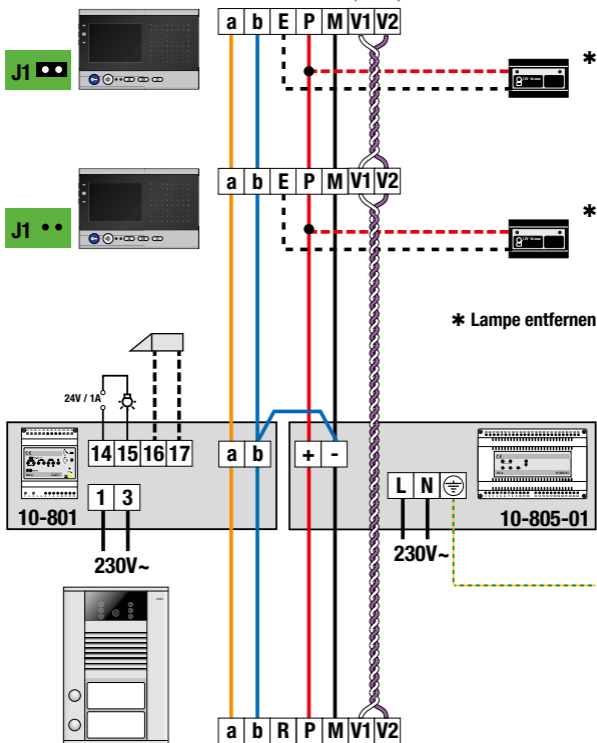 a b E P M V1 V2
J1
*
a b E P M V1 V2
J1
*
* Lampe entfernen
24V / 1A
14 15 16 17
a b
+ -
1 3
L N
10-801
10-805-01
230V~
230V~
a b R P M V1 V2